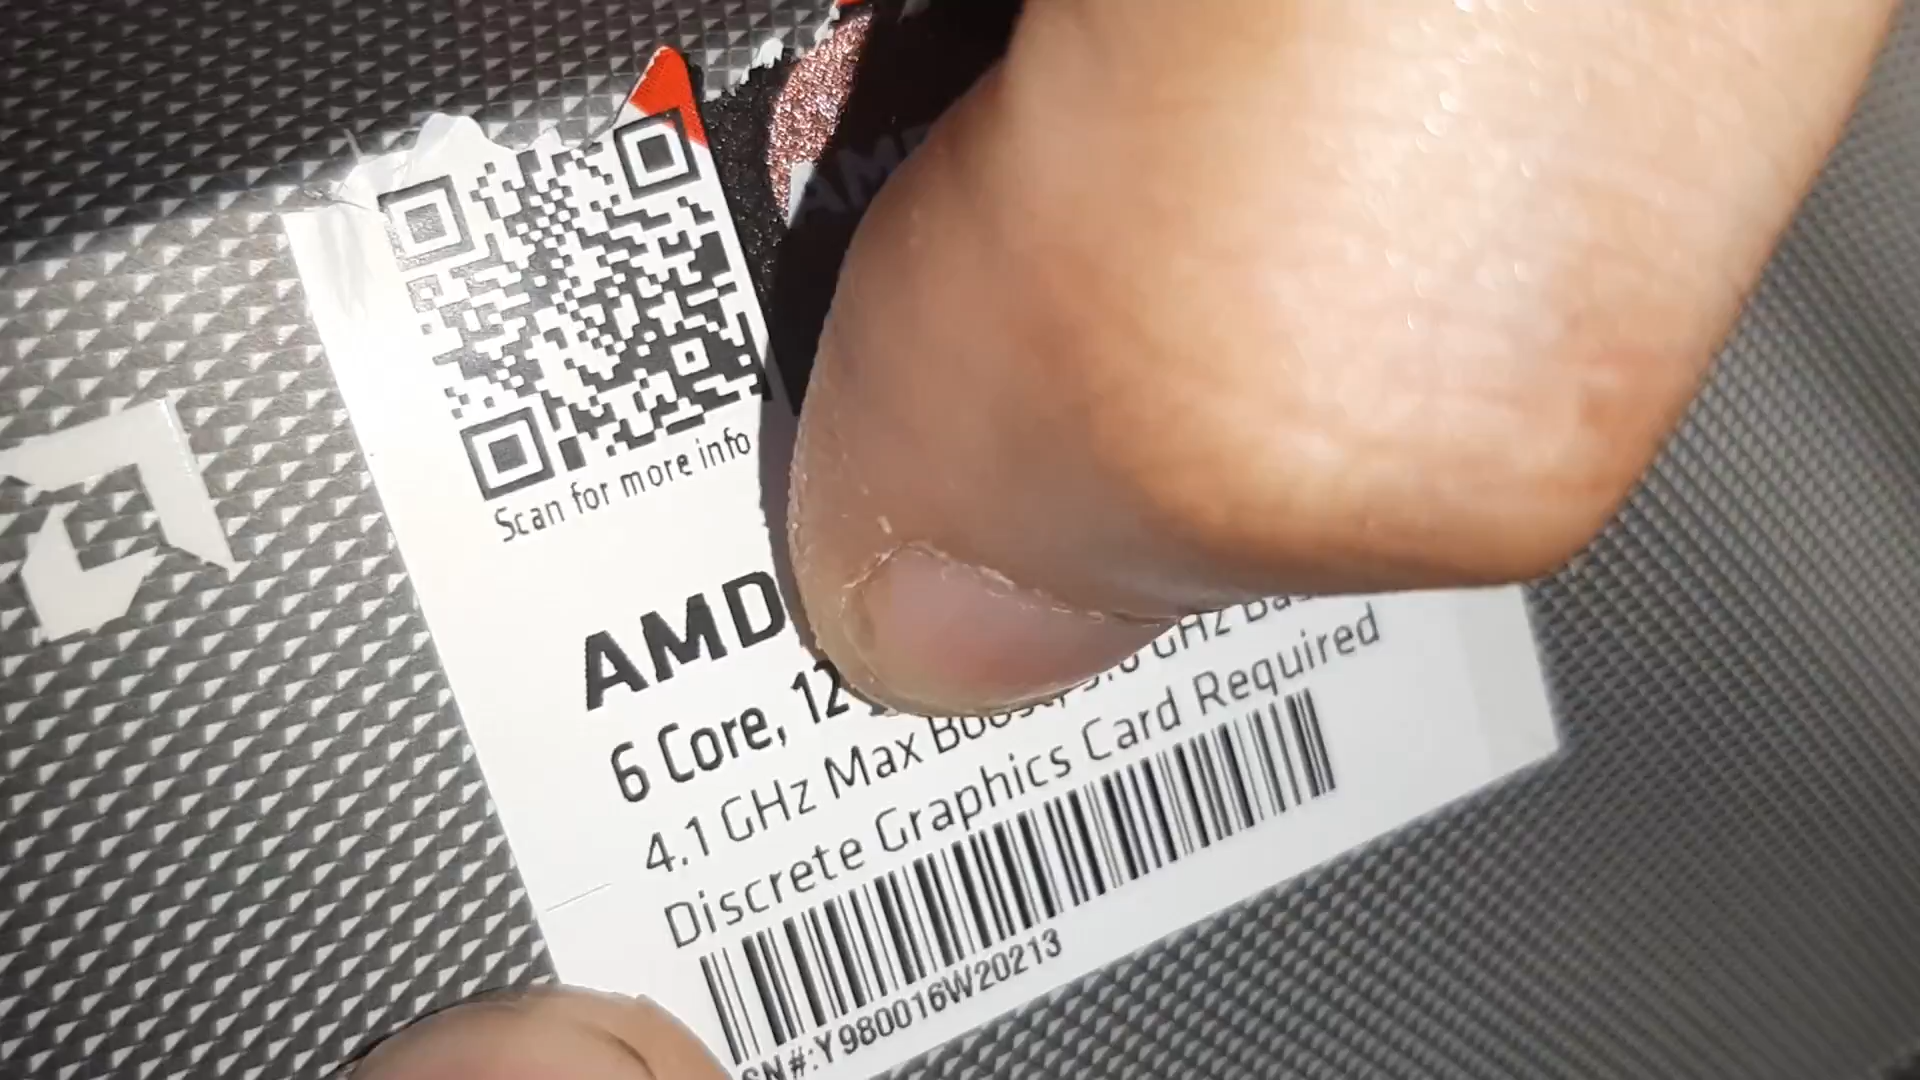 Scan for more info
AMD
6 Core, 12
4.1 GHz Max Boost, GHz
Discrete Graphics Card Required
SN#:Y980016W20213